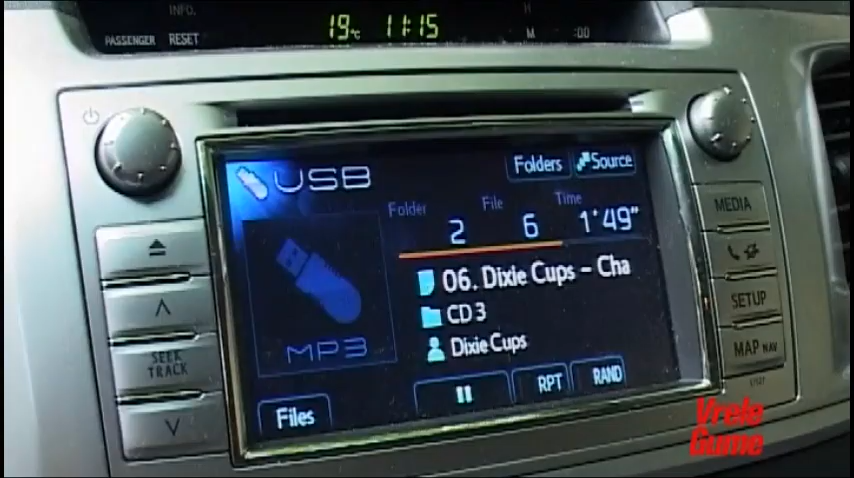 INFO.
H
PASSENGER RESET
19°C 11:15
M :00
USB
Folders Source
Folder File Time
2 6 1'49"
06. Dixie Cups – Cha
CD 3
Dixie Cups
MP3
Files
RPT RAND
SEEK
TRACK
MEDIA
SETUP
MAP NAV
Vrele
Gume